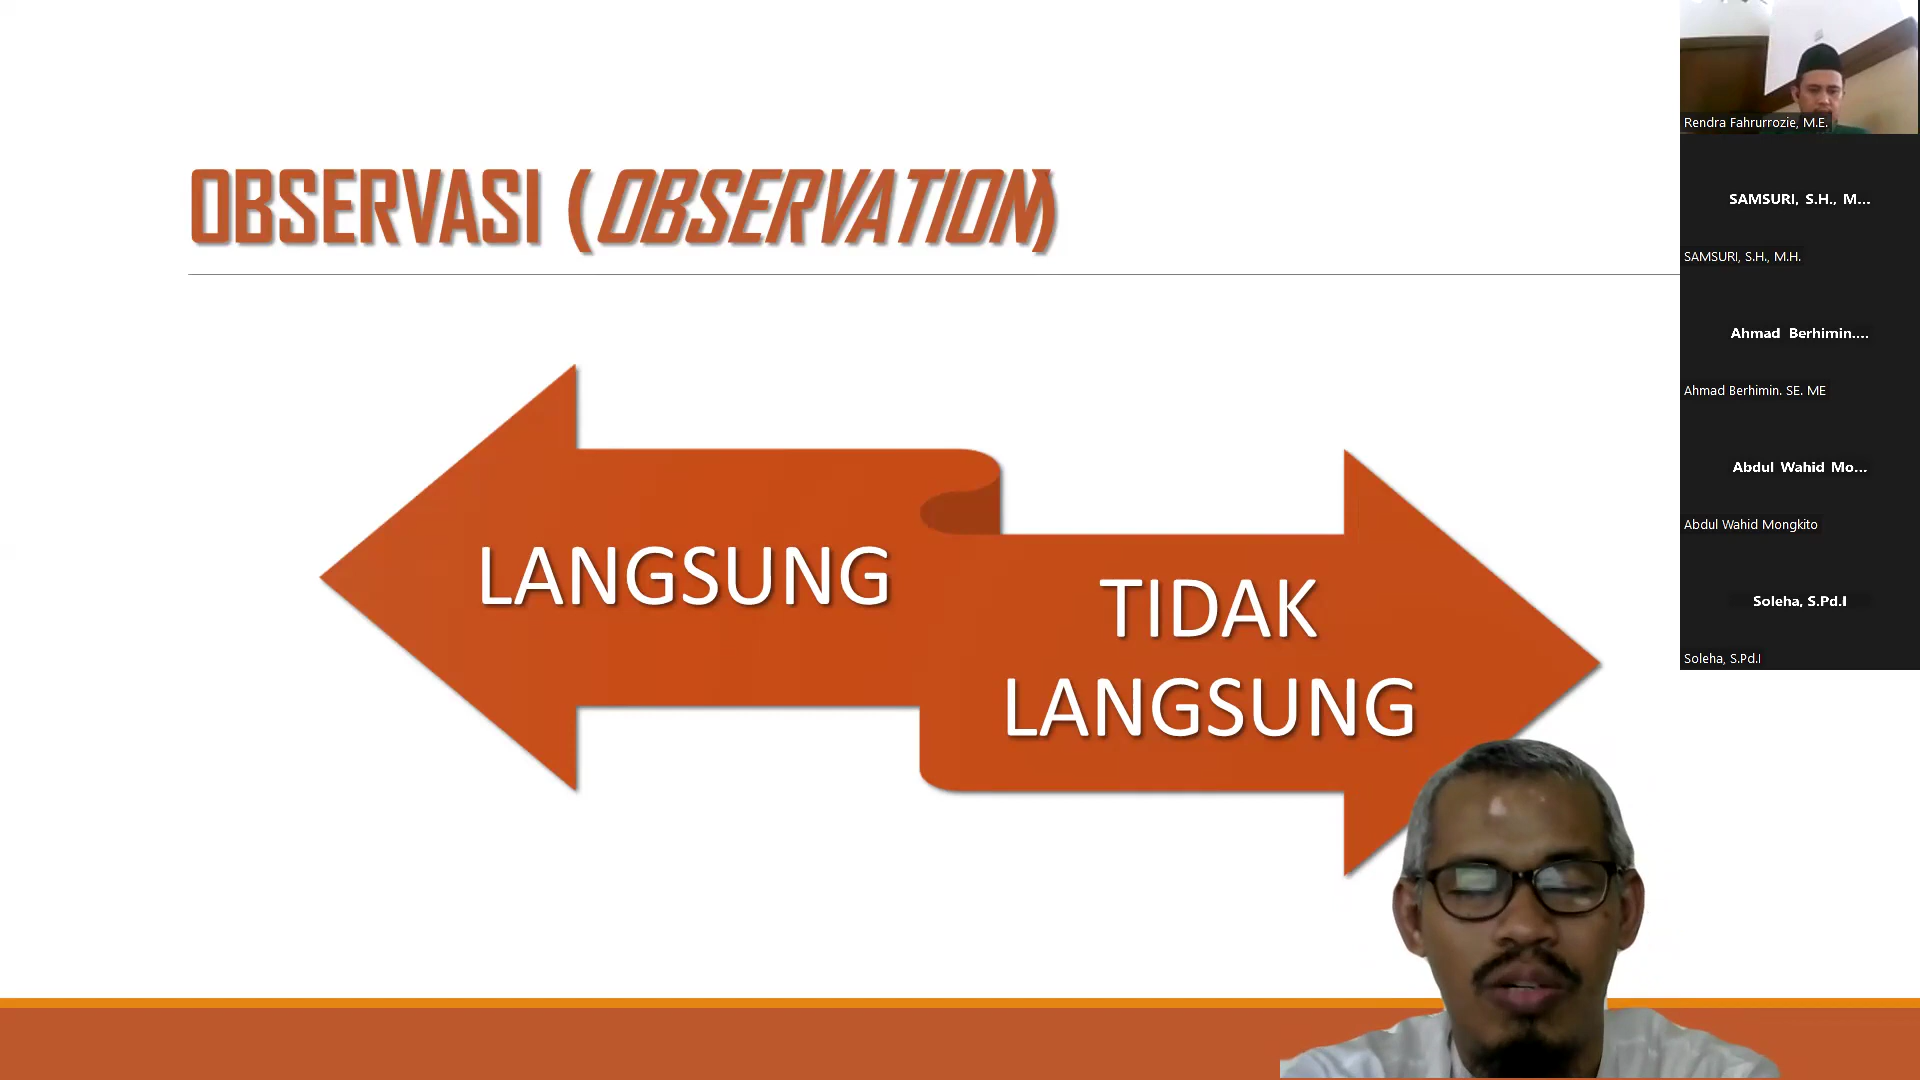 OBSERVASI (OBSERVATION)
LANGSUNG
TIDAK
LANGSUNG
Rendra Fahrurrozie, M.E.
SAMSURI, S.H., M...
SAMSURI, S.H., M.H.
Ahmad Berhimin....
Ahmad Berhimin. SE. ME
Abdul Wahid Mo...
Abdul Wahid Mongkito
Soleha, S.Pd.I
Soleha, S.Pd.I